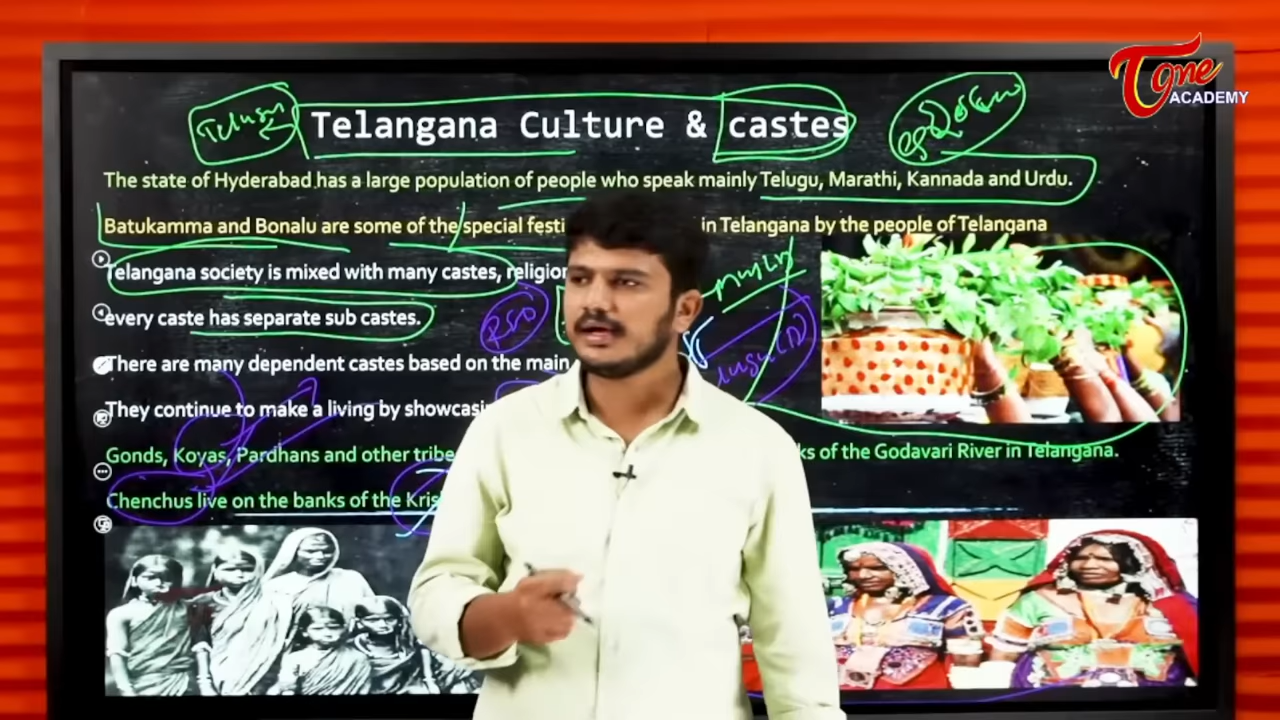 Tone
ACADEMY
Telugu
Telangana Culture & castes
The state of Hyderabad has a large population of people who speak mainly Telugu, Marathi, Kannada and Urdu.
Batukamma and Bonalu are some of the special festi in Telangana by the people of Telangana
Telangana society is mixed with many castes, religion
Muslim
every caste has separate sub castes.
There are many dependent castes based on the main
They continue to make a living by showcasi
Gonds, Koyas, Pardhans and other tribe ks of the Godavari River in Telangana.
Chenchus live on the banks of the Kris